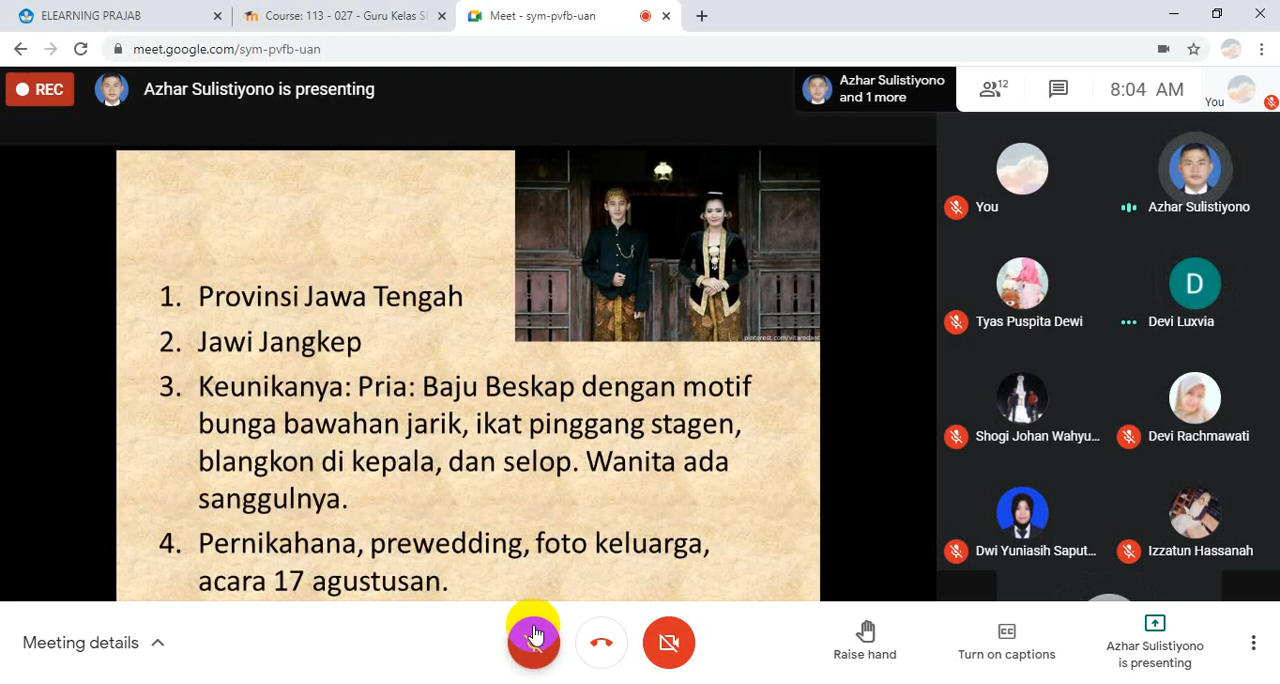 ELEARNING PRAJAB
Course: 113 - 027 - Guru Kelas S
Meet - sym-pvfb-uan
meet.google.com/sym-pvfb-uan
REC
Azhar Sulistiyono is presenting
Azhar Sulistiyono
and 1 more
12
8:04 AM
You
1. Provinsi Jawa Tengah
2. Jawi Jangkep
3. Keunikanya: Pria: Baju Beskap dengan motif
bunga bawahan jarik, ikat pinggang stagen,
blangkon di kepala, dan selop. Wanita ada
sanggulnya.
4. Pernikahana, prewedding, foto keluarga,
acara 17 agustusan.
You
Azhar Sulistiyono
Tyas Puspita Dewi
D
Devi Luxvia
Shogi Johan Wahyu...
Devi Rachmawati
Dwi Yuniasih Saput...
Izzatun Hassanah
Meeting details
Raise hand
CC
Turn on captions
Azhar Sulistiyono
is presenting